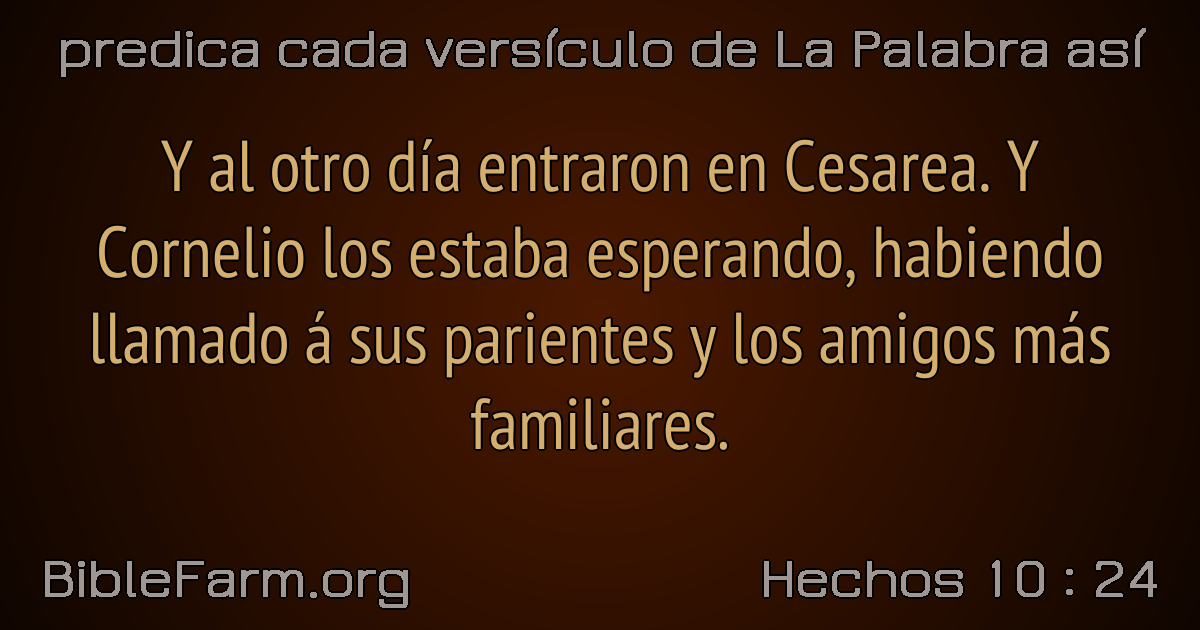 predica cada versículo de La Palabra así
Y al otro día entraron en Cesarea. Y
Cornelio los estaba esperando, habiendo
llamado á sus parientes y los amigos más
familiares.
BibleFarm.org
Hechos 10 : 24